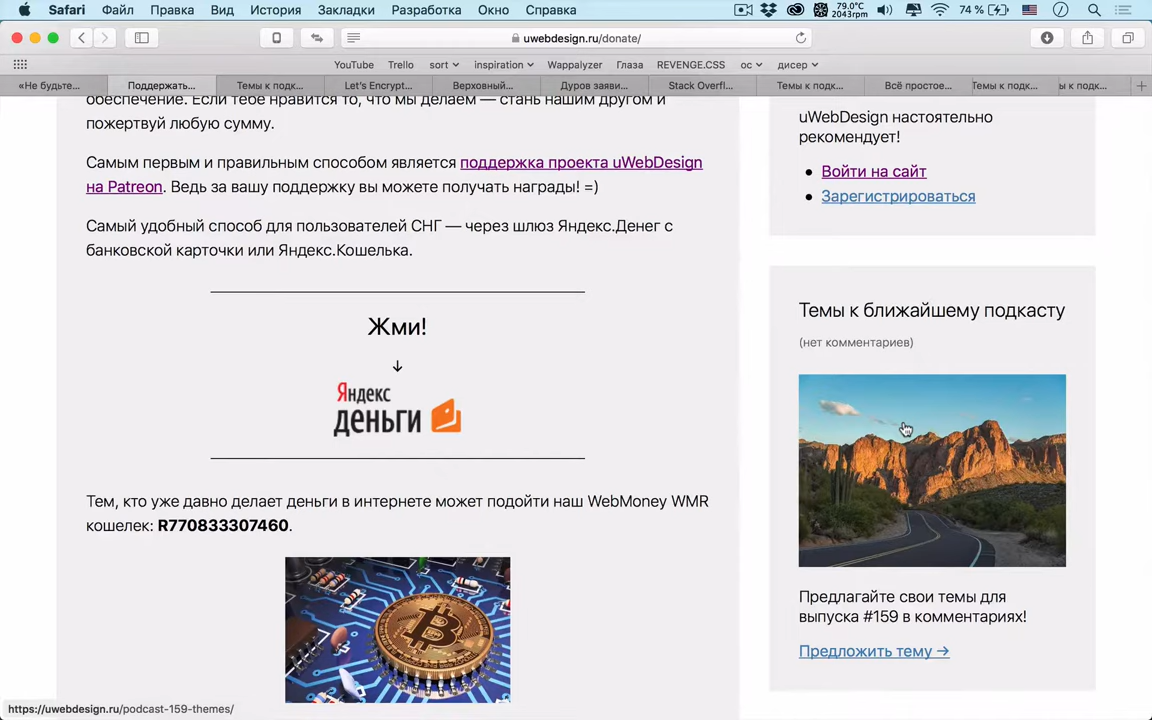 Safari Файл Правка Вид История Закладки Разработка Окно Справка 79.0°C 2043rpm 74 %
uwebdesign.ru/donate/
YouTube Trello sort inspiration Wappalyzer Глаза REVENGE.CSS ос дисер
«Не будьте... Поддержать... Темы к подк... Let's Encrypt... Верховный... Дуров заяви... Stack Overfl... Темы к подк... Всё простое... Темы к подк... ы к подк...
обеспечение. Если тебе нравится то, что мы делаем — стань нашим другом и
пожертвуй любую сумму.
Самым первым и правильным способом является поддержка проекта uWebDesign
на Patreon. Ведь за вашу поддержку вы можете получать награды! =)
Самый удобный способ для пользователей СНГ — через шлюз Яндекс.Денег с
банковской карточки или Яндекс.Кошелька.
Жми!
↓
Яндекс
деньги
Тем, кто уже давно делает деньги в интернете может подойти наш WebMoney WMR
кошелек: R770833307460.
uWebDesign настоятельно
рекомендует!
Войти на сайт
Зарегистрироваться
Темы к ближайшему подкасту
(нет комментариев)
Предлагайте свои темы для
выпуска #159 в комментариях!
Предложить тему →
https://uwebdesign.ru/podcast-159-themes/